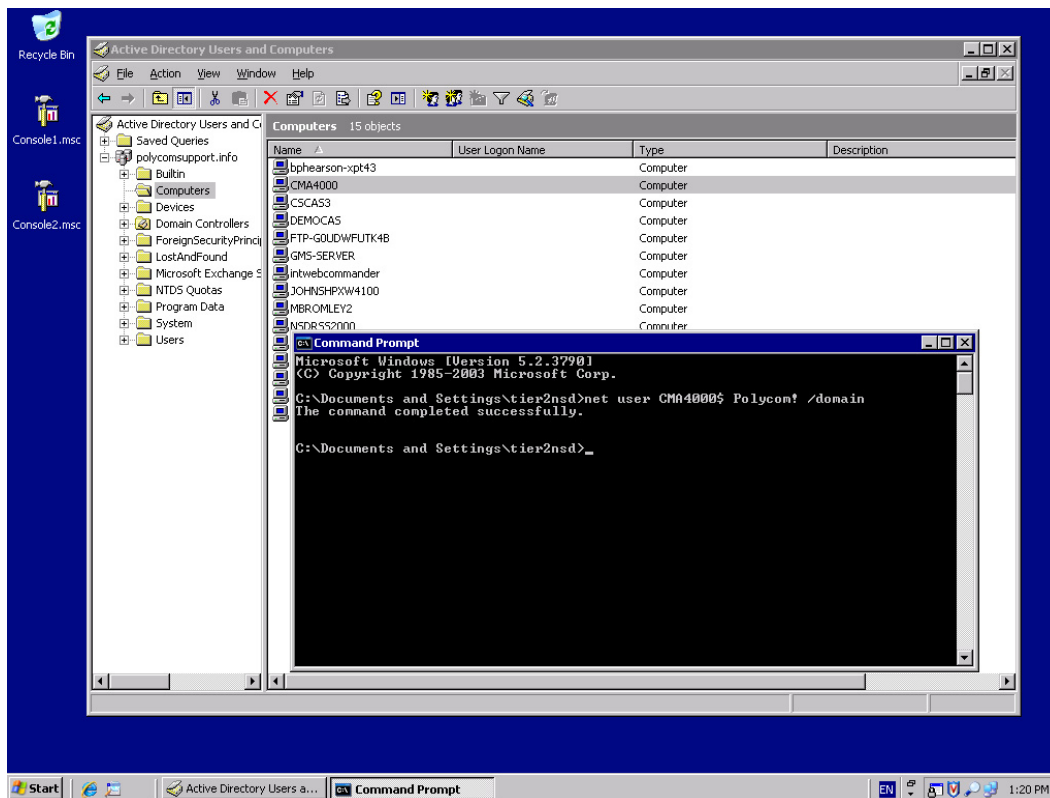 Recycle Bin
Console1.msc
Console2.msc
Active Directory Users and Computers
File Action View Window Help
Active Directory Users and Co
Saved Queries
polycomsupport.info
Builtin
Computers
Devices
Domain Controllers
ForeignSecurityPrincip
LostAndFound
Microsoft Exchange S
NTDS Quotas
Program Data
System
Users
Computers 15 objects
Name User Logon Name Type Description
bphearson-xpt43 Computer
CMA4000 Computer
CSCAS3 Computer
DEMOCAS Computer
FTP-G0UDWFUTK4B Computer
GMS-SERVER Computer
intwebcommander Computer
JOHNSHPXW4100 Computer
MBROMLEY2 Computer
NSDRSS2000 Computer
Command Prompt
Microsoft Windows [Version 5.2.3790]
(C) Copyright 1985-2003 Microsoft Corp.
C:\Documents and Settings\tier2nsd>net user CMA4000$ Polycom! /domain
The command completed successfully.
C:\Documents and Settings\tier2nsd>_
Start Active Directory Users a... Command Prompt EN 1:20 PM